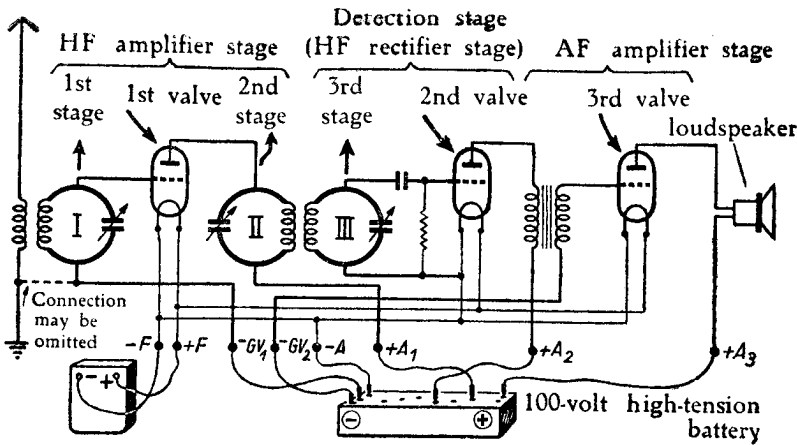 Detection stage
HF amplifier stage
(HF rectifier stage)
AF amplifier stage
1st
stage
1st valve
2nd
stage
3rd
stage
2nd valve
3rd valve
loudspeaker
I
II
III
Connection
may be
omitted
-F
+F
-GV₁
-GV₂
-A
+A₁
+A₂
+A₃
- +
- +
100-volt high-tension
battery